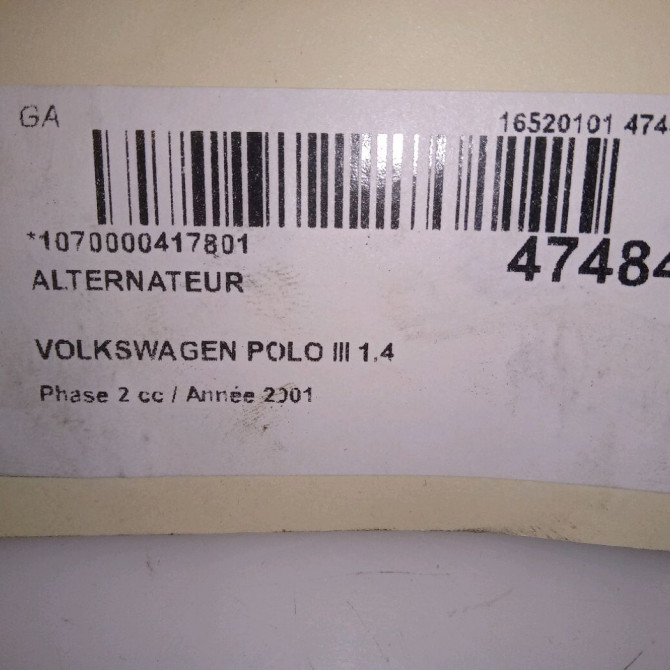 GA
16520101 474
*1070000417801
47484
ALTERNATEUR
VOLKSWAGEN POLO III 1.4
Phase 2 cc / Année 2001